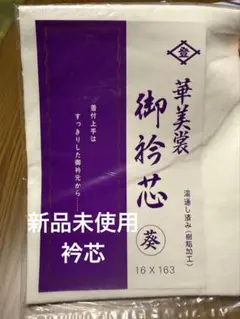 登
華美裳
御衿芯
葵
16×163
湯通し済み(樹脂加工)
着付上手は
すっきりした御衿元から……
新品未使用
衿芯